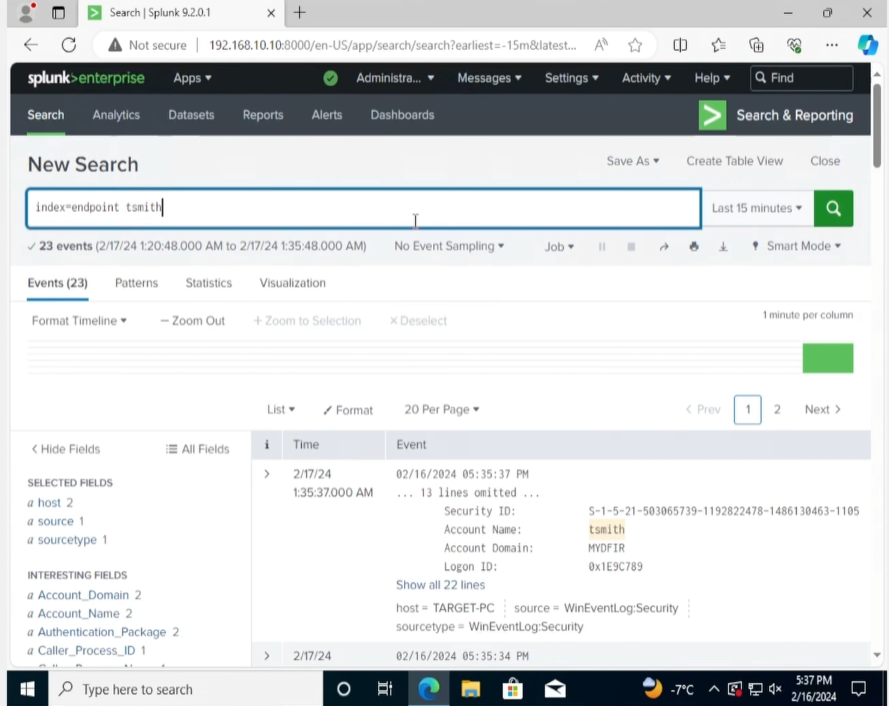 Search | Splunk 9.2.0.1
Not secure | 192.168.10.10:8000/en-US/app/search/search?earliest=-15m&latest...
splunk>enterprise Apps ▾ Administra... ▾ Messages ▾ Settings ▾ Activity ▾ Help ▾ Find
Search Analytics Datasets Reports Alerts Dashboards > Search & Reporting
New Search Save As ▾ Create Table View Close
index=endpoint tsmith Last 15 minutes ▾
✓ 23 events (2/17/24 1:20:48.000 AM to 2/17/24 1:35:48.000 AM) No Event Sampling ▾ Job ▾ Smart Mode ▾
Events (23) Patterns Statistics Visualization
Format Timeline ▾ − Zoom Out + Zoom to Selection × Deselect 1 minute per column
List ▾ Format 20 Per Page ▾ < Prev 1 2 Next >
< Hide Fields All Fields i Time Event
SELECTED FIELDS
a host 2
a source 1
a sourcetype 1
INTERESTING FIELDS
a Account_Domain 2
a Account_Name 2
a Authentication_Package 2
a Caller_Process_ID 1
> 2/17/24 02/16/2024 05:35:37 PM
1:35:37.000 AM ... 13 lines omitted ...
Security ID: S-1-5-21-503065739-1192822478-1486130463-1105
Account Name: tsmith
Account Domain: MYDFIR
Logon ID: 0x1E9C789
Show all 22 lines
host = TARGET-PC source = WinEventLog:Security
sourcetype = WinEventLog:Security
> 2/17/24 02/16/2024 05:35:34 PM
Type here to search -7°C 5:37 PM
2/16/2024